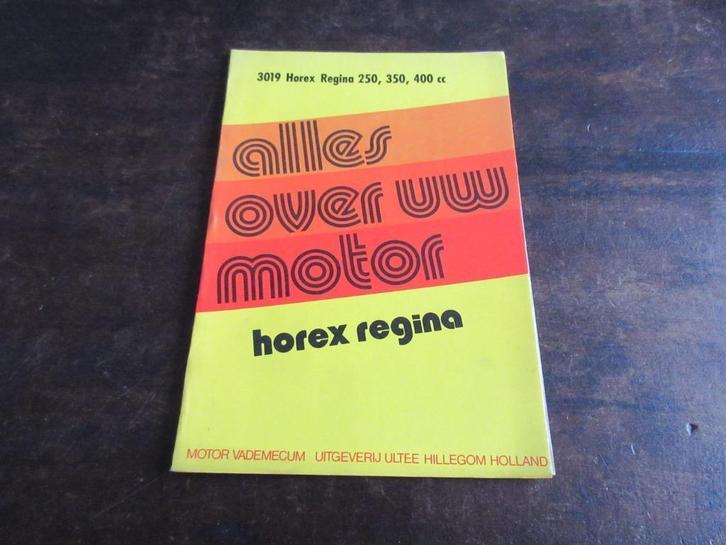 3019 Horex Regina 250, 350, 400 cc
alles
over uw
motor
horex regina
MOTOR VADEMECUM UITGEVERIJ ULTEE HILLEGOM HOLLAND